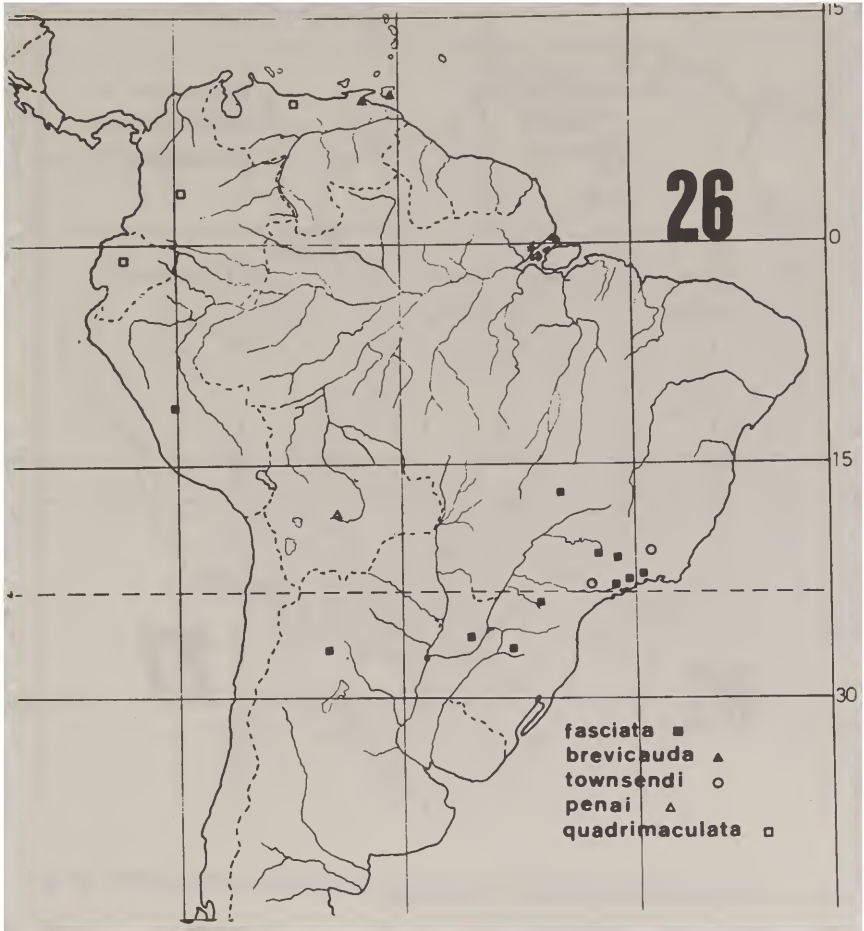 15
26
0
15
30
fasciata ■
brevicauda ▲
townsendi ○
penai △
quadrimaculata □